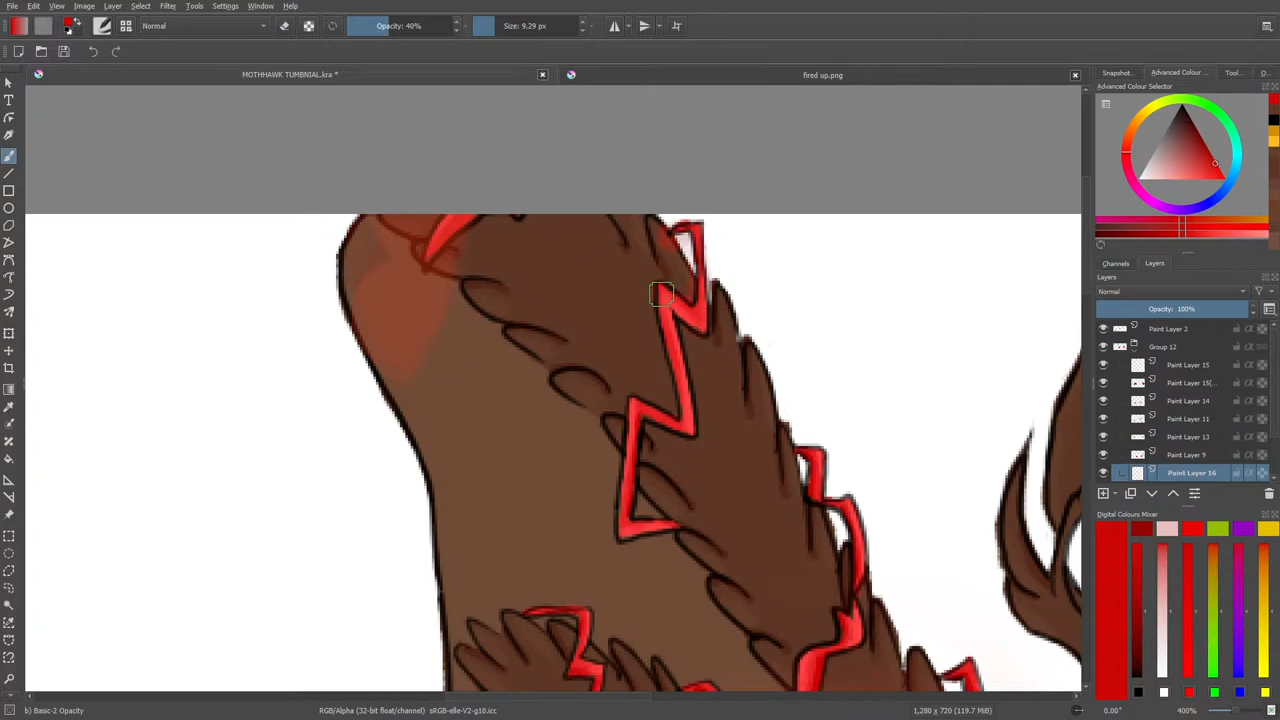 File Edit View Image Layer Select Filter Tools Settings Window Help
Normal Opacity: 40% Size: 9.29 px
MOTHHAWK TUMBNIAL.kra * fired up.png
Snapshot... Advanced Colour ... Tool... O...
Advanced Colour Selector
Channels Layers
Layers
Normal
Opacity: 100%
Paint Layer 2
Group 12
Paint Layer 15
Paint Layer 15(...
Paint Layer 14
Paint Layer 11
Paint Layer 13
Paint Layer 9
Paint Layer 16
Digital Colours Mixer
b) Basic-2 Opacity RGB/Alpha (32-bit float/channel) sRGB-elle-V2-g10.icc 1,280 x 720 (119.7 MiB) 0.00° 400%